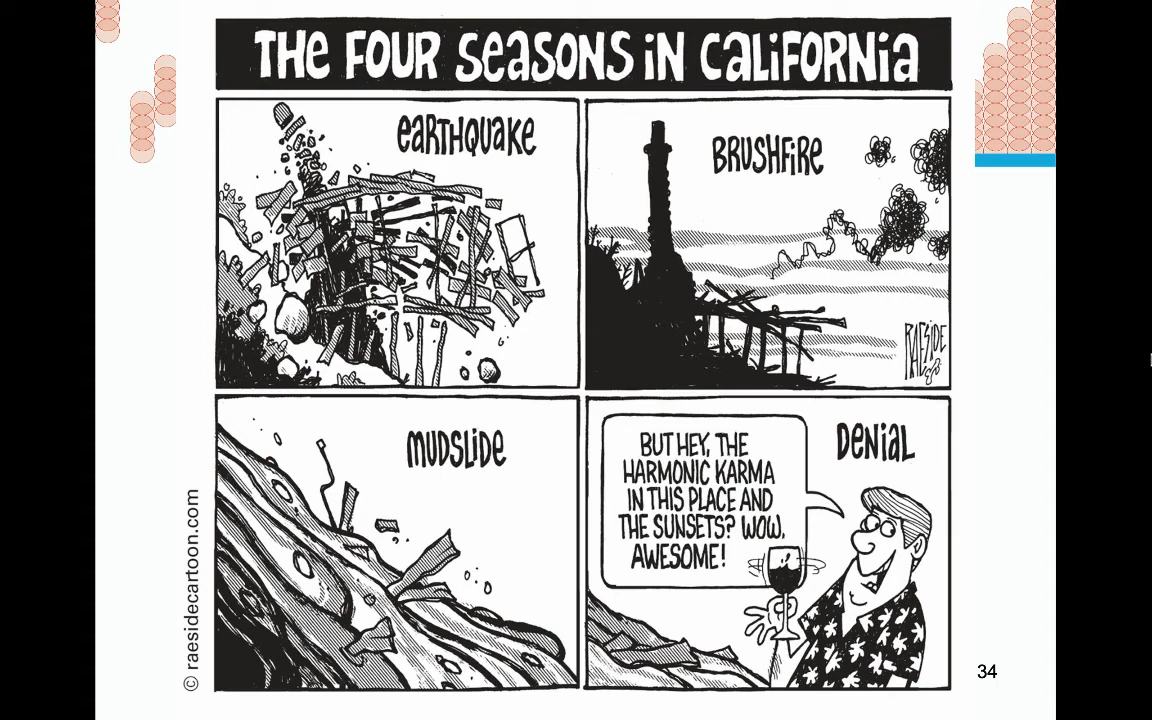 THE FOUR SEASONS IN CALIFORNIA
EARTHQUAKE
BRUSHFIRE
RAESIDE
MUDSLIDE
DENIAL
BUT HEY, THE
HARMONIC KARMA
IN THIS PLACE AND
THE SUNSETS? WOW,
AWESOME!
© raesidecartoon.com
34